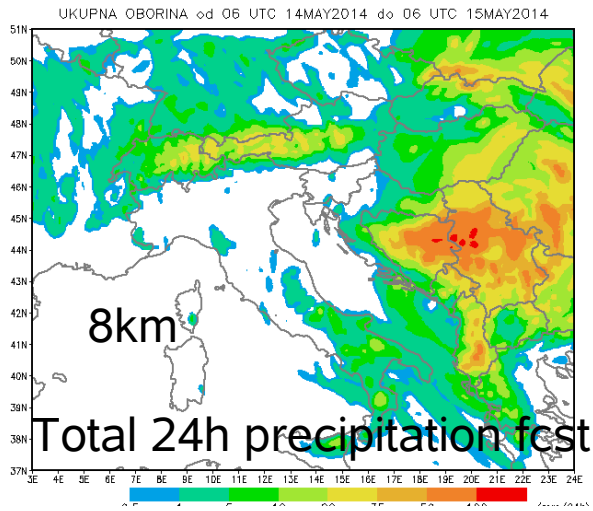 UKUPNA OBORINA od 06 UTC 14MAY2014 do 06 UTC 15MAY2014
51N
50N
49N
48N
47N
46N
45N
44N
43N
42N
8km
41N
40N
39N
Total 24h precipitation fcst
38N
37N
3E 4E 5E 6E 7E 8E 9E 10E 11E 12E 13E 14E 15E 16E 17E 18E 19E 20E 21E 22E 23E 24E